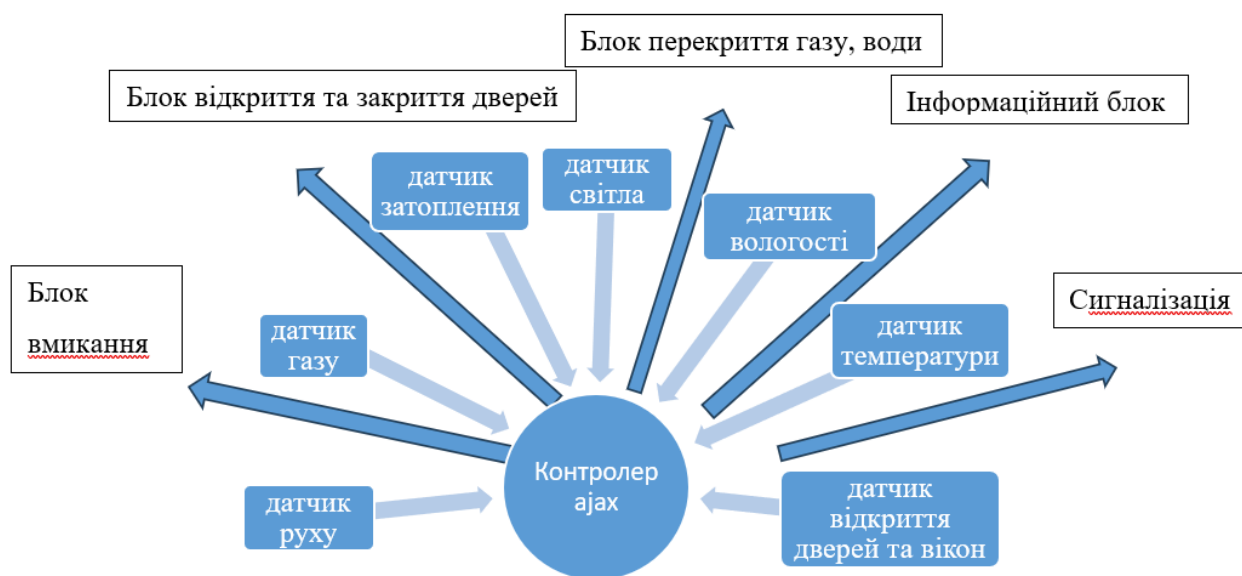 Блок перекриття газу, води
Блок відкриття та закриття дверей
Інформаційний блок
датчик
затоплення
датчик
світла
датчик
вологості
Блок
вмикання
датчик
газу
датчик
температури
Сигналізація
Контролер
ajax
датчик
руху
датчик
відкриття
дверей та вікон